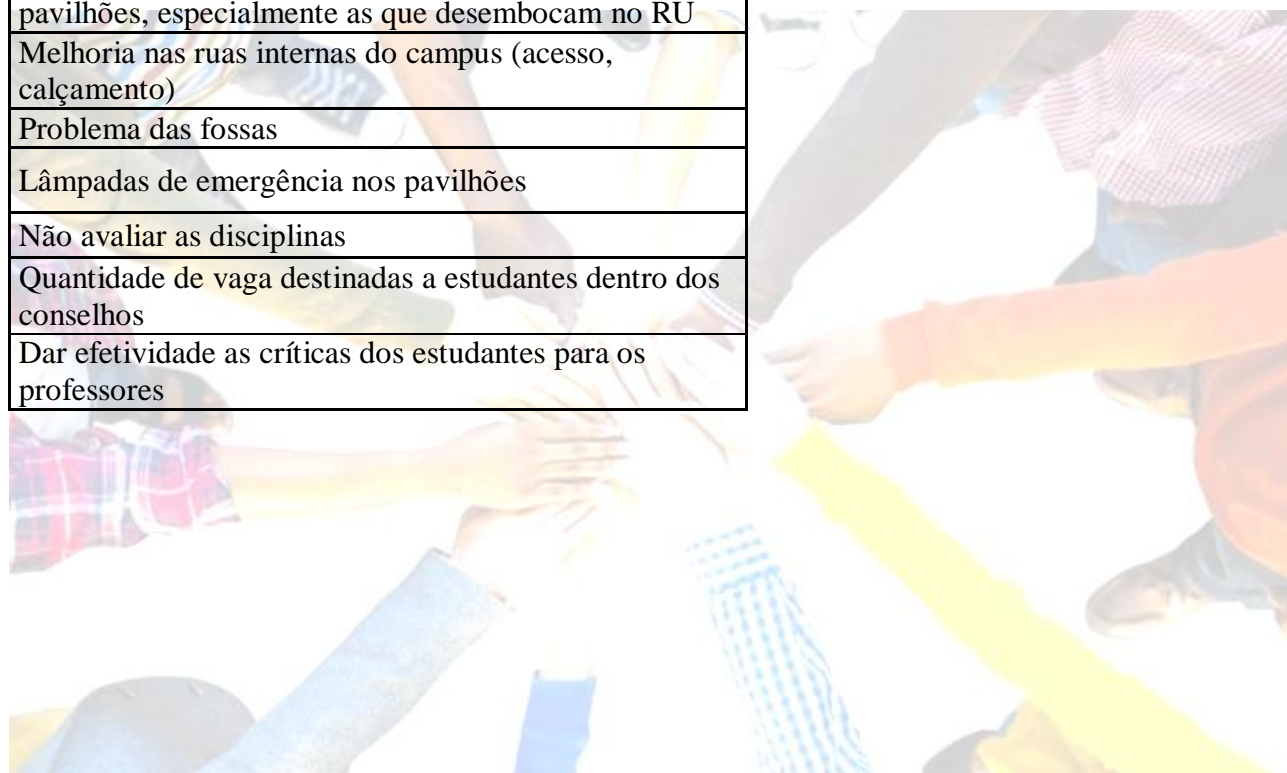 pavilhões, especialmente as que desembocam no RU
Melhoria nas ruas internas do campus (acesso,
calçamento)
Problema das fossas
Lâmpadas de emergência nos pavilhões
Não avaliar as disciplinas
Quantidade de vaga destinadas a estudantes dentro dos
conselhos
Dar efetividade as críticas dos estudantes para os
professores